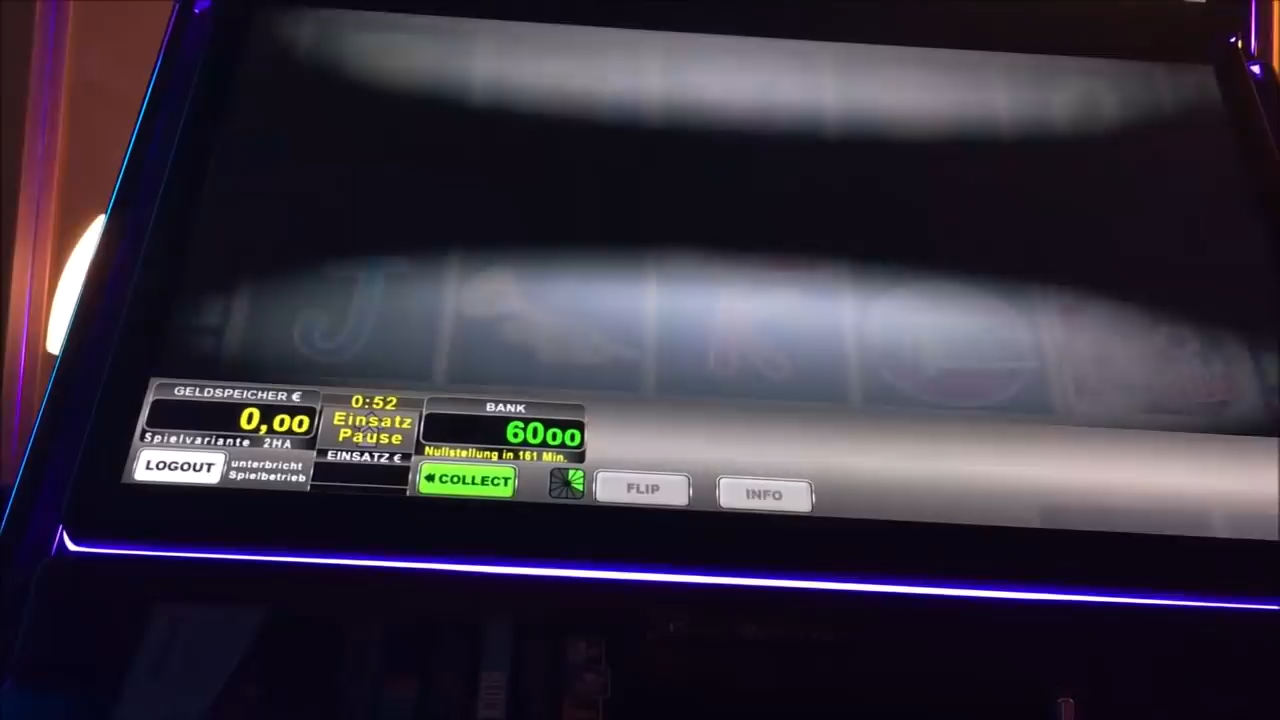 GELDSPEICHER €
0,00
Spielvariante 2HA
LOGOUT
unterbricht
Spielbetrieb
0:52
Einsatz
Pause
EINSATZ €
BANK
6000
Nullstellung in 161 Min.
COLLECT
FLIP
INFO
J